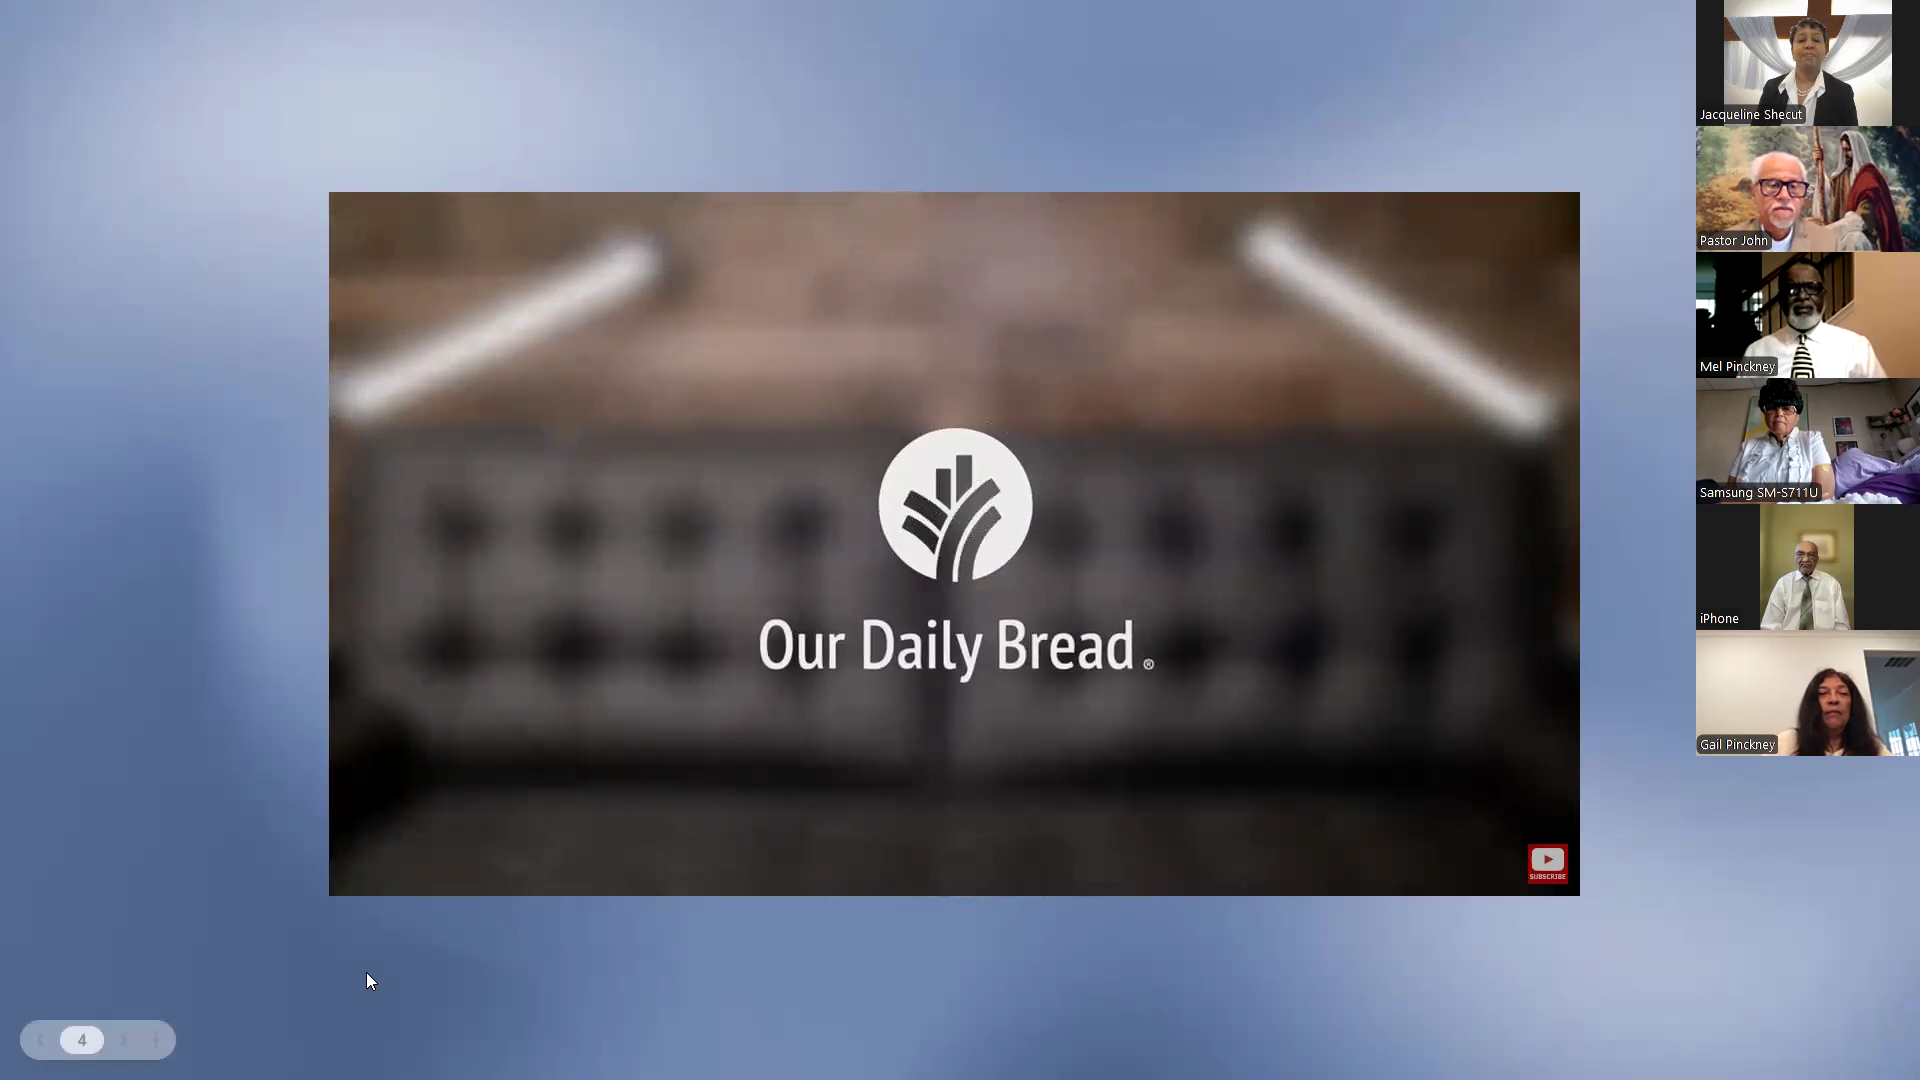 Our Daily Bread®
SUBSCRIBE
4
Jacqueline Shecut
Pastor John
Mel Pinckney
Samsung SM-S711U
iPhone
Gail Pinckney